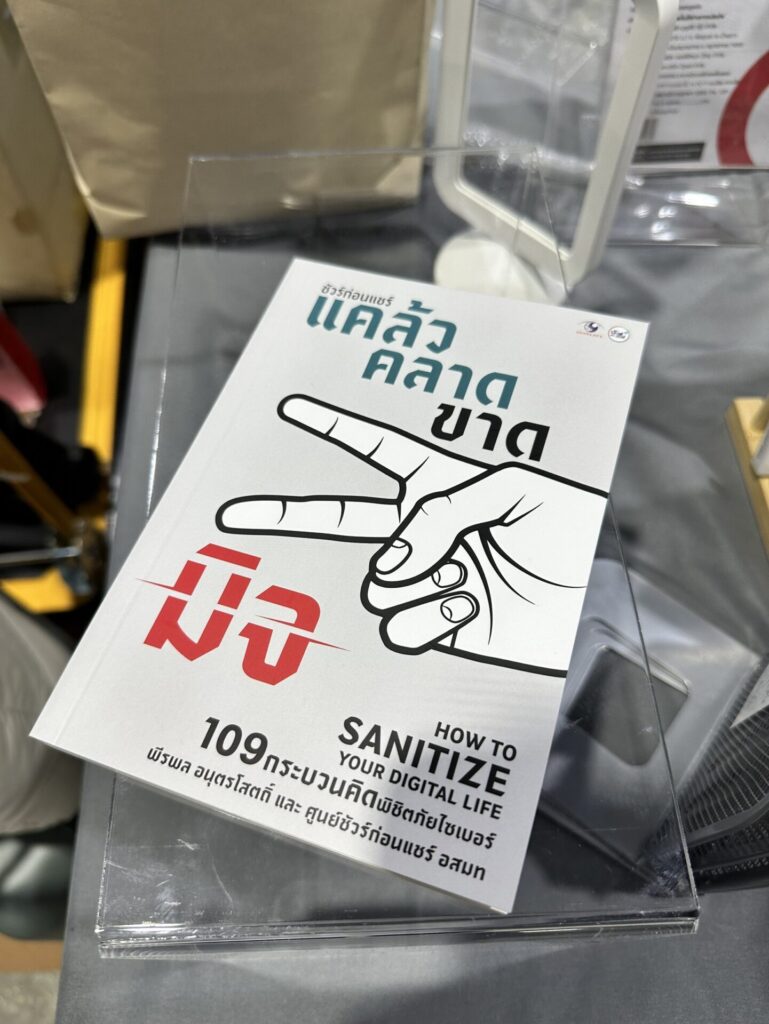 ชัวร์ก่อนแชร์
แคล้ว
คลาด
ขาด
มิจ
HOW TO
SANITIZE
YOUR DIGITAL LIFE
109กระบวนคิดพิชิตภัยไซเบอร์
พีรพล อนุตรโสตถิ์ และ ศูนย์ชัวร์ก่อนแชร์ อสมท